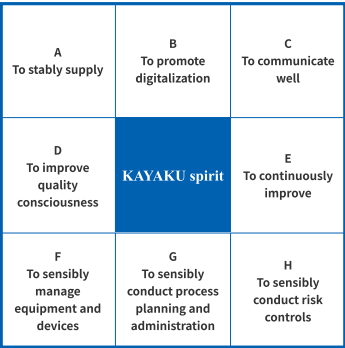 A
To stably supply
B
To promote
digitalization
C
To communicate
well
D
To improve
quality
consciousness
KAYAKU spirit
E
To continuously
improve
F
To sensibly
manage
equipment and
devices
G
To sensibly
conduct process
planning and
administration
H
To sensibly
conduct risk
controls